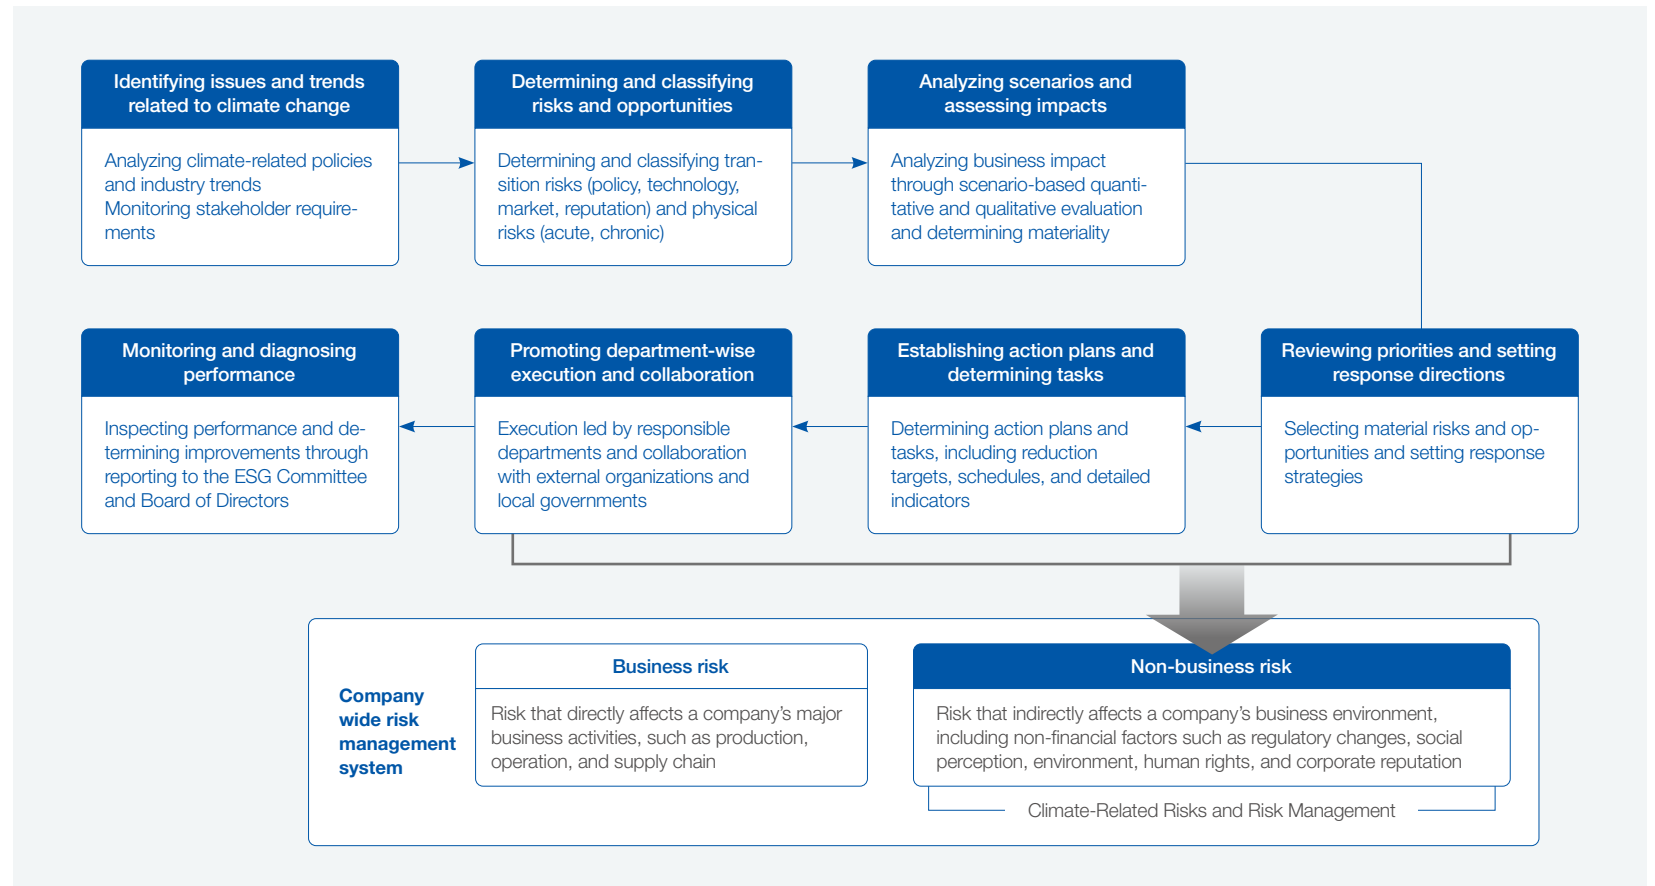 Identifying issues and trends
related to climate change
Analyzing climate-related policies
and industry trends
Monitoring stakeholder require-
ments
Determining and classifying
risks and opportunities
Determining and classifying tran-
sition risks (policy, technology,
market, reputation) and physical
risks (acute, chronic)
Analyzing scenarios and
assessing impacts
Analyzing business impact
through scenario-based quanti-
tative and qualitative evaluation
and determining materiality
Reviewing priorities and setting
response directions
Selecting material risks and op-
portunities and setting response
strategies
Establishing action plans and
determining tasks
Determining action plans and
tasks, including reduction
targets, schedules, and detailed
indicators
Promoting department-wise
execution and collaboration
Execution led by responsible
departments and collaboration
with external organizations and
local governments
Monitoring and diagnosing
performance
Inspecting performance and de-
termining improvements through
reporting to the ESG Committee
and Board of Directors
Company
wide risk
management
system
Business risk
Risk that directly affects a company’s major
business activities, such as production,
operation, and supply chain
Non-business risk
Risk that indirectly affects a company’s business environment,
including non-financial factors such as regulatory changes, social
perception, environment, human rights, and corporate reputation
Climate-Related Risks and Risk Management